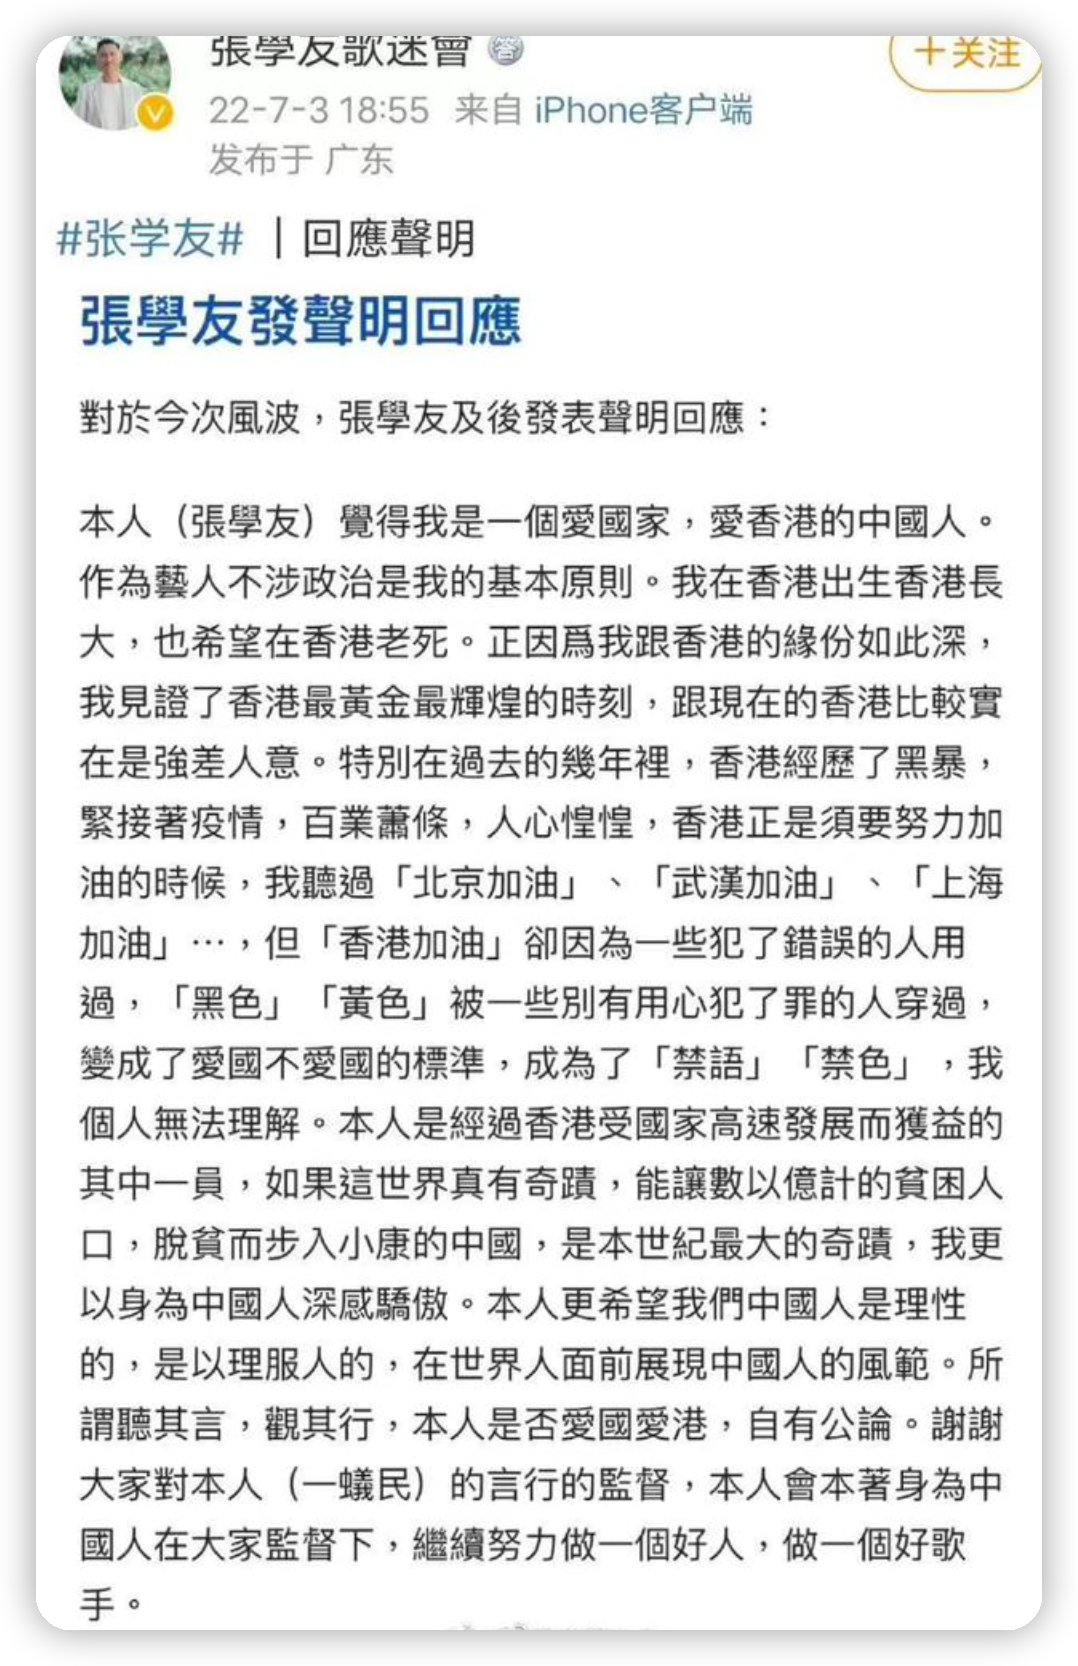 張學友歌迷會 答
＋关注
22-7-3 18:55 来自 iPhone客户端
发布于 广东
#张学友# | 回應聲明
張學友發聲明回應
對於今次風波，張學友及後發表聲明回應：
本人（張學友）覺得我是一個愛國家，愛香港的中國人。
作為藝人不涉政治是我的基本原則。我在香港出生香港長
大，也希望在香港老死。正因爲我跟香港的緣份如此深，
我見證了香港最黃金最輝煌的時刻，跟現在的香港比較實
在是強差人意。特別在過去的幾年裡，香港經歷了黑暴，
緊接著疫情，百業蕭條，人心惶惶，香港正是須要努力加
油的時候，我聽過「北京加油」、「武漢加油」、「上海
加油」…，但「香港加油」卻因為一些犯了錯誤的人用
過，「黑色」「黃色」被一些別有用心犯了罪的人穿過，
變成了愛國不愛國的標準，成為了「禁語」「禁色」，我
個人無法理解。本人是經過香港受國家高速發展而獲益的
其中一員，如果這世界真有奇蹟，能讓數以億計的貧困人
口，脫貧而步入小康的中國，是本世紀最大的奇蹟，我更
以身為中國人深感驕傲。本人更希望我們中國人是理性
的，是以理服人的，在世界人面前展現中國人的風範。所
謂聽其言，觀其行，本人是否愛國愛港，自有公論。謝謝
大家對本人（一蟻民）的言行的監督，本人會本著身為中
國人在大家監督下，繼續努力做一個好人，做一個好歌
手。